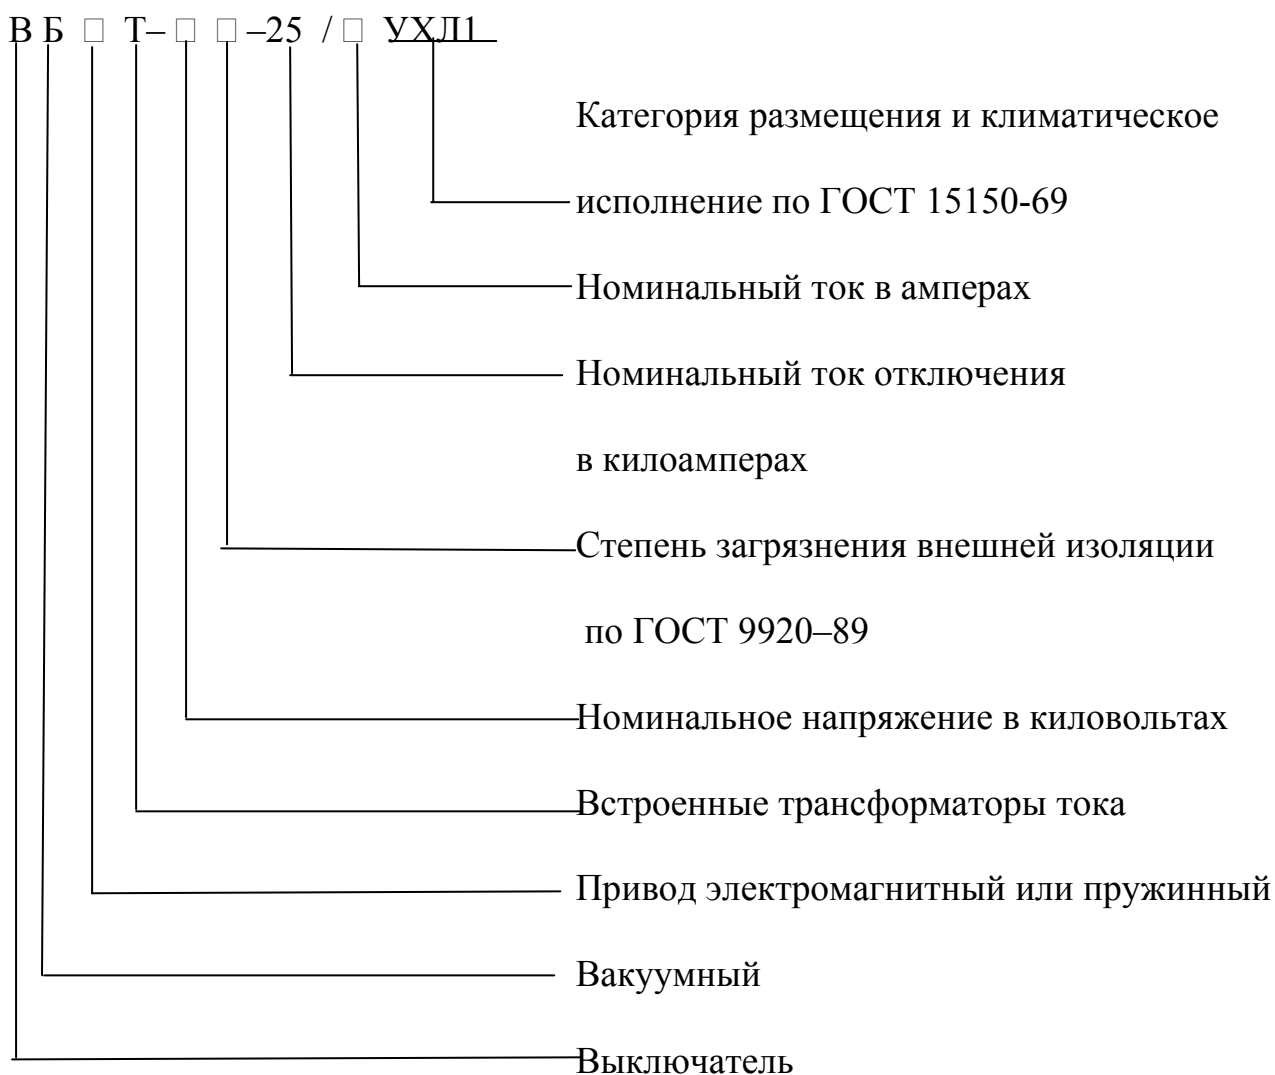 В Б □ Т– □ □ –25 / □ УХЛ1
Категория размещения и климатическое
исполнение по ГОСТ 15150-69
Номинальный ток в амперах
Номинальный ток отключения
в килоамперах
Степень загрязнения внешней изоляции
по ГОСТ 9920–89
Номинальное напряжение в киловольтах
Встроенные трансформаторы тока
Привод электромагнитный или пружинный
Вакуумный
Выключатель